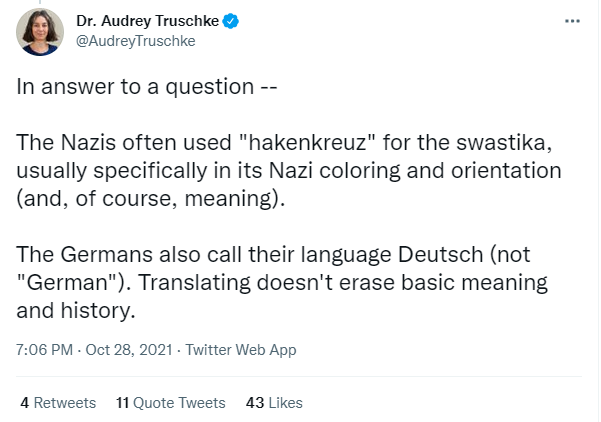 Dr. Audrey Truschke
@AudreyTruschke
In answer to a question --
The Nazis often used "hakenkreuz" for the swastika,
usually specifically in its Nazi coloring and orientation
(and, of course, meaning).
The Germans also call their language Deutsch (not
"German"). Translating doesn't erase basic meaning
and history.
7:06 PM · Oct 28, 2021 · Twitter Web App
4 Retweets 11 Quote Tweets 43 Likes